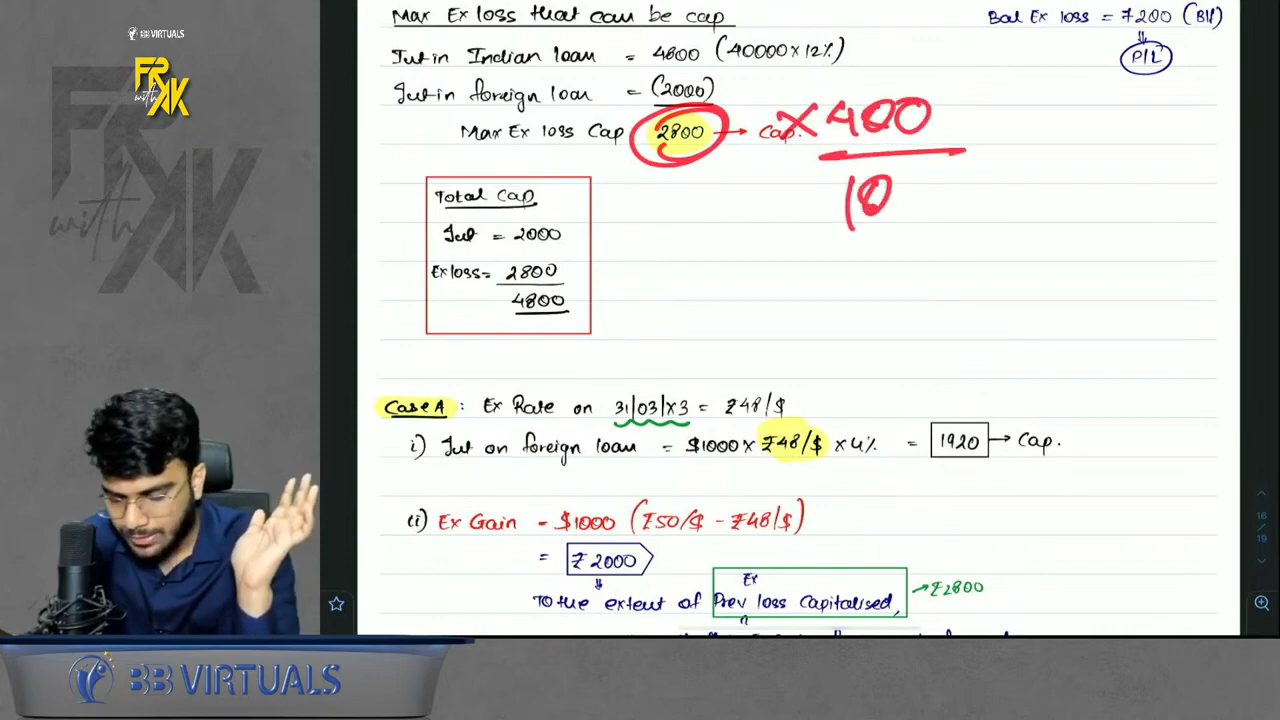 BB VIRTUALS
FR
with AK
Max Ex loss that can be cap
Bal Ex loss = ₹7200 (B/f)
P/L
Int in Indian loan = 4800 (40000 x 12%)
Int in foreign loan = (2000)
Max Ex loss Cap 2800 → Cap.
x 400
10
Total Cap
Int = 2000
Ex loss = 2800
4800
Case A : Ex Rate on 31|03|x3 = ₹48/$
i) Int on foreign loan = $1000 x ₹48/$ x 4% = 1920 → Cap.
(ii) Ex Gain = $1000 (₹50/$ - ₹48/$)
= ₹2000
Ex
To the extent of Prev loss Capitalised, → ₹2800
16
19
BB VIRTUALS